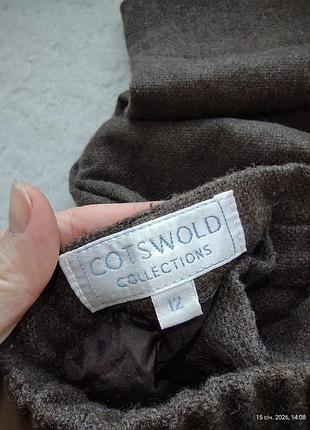 COTSWOLD
COLLECTIONS
12
15 січ. 2026, 14:08